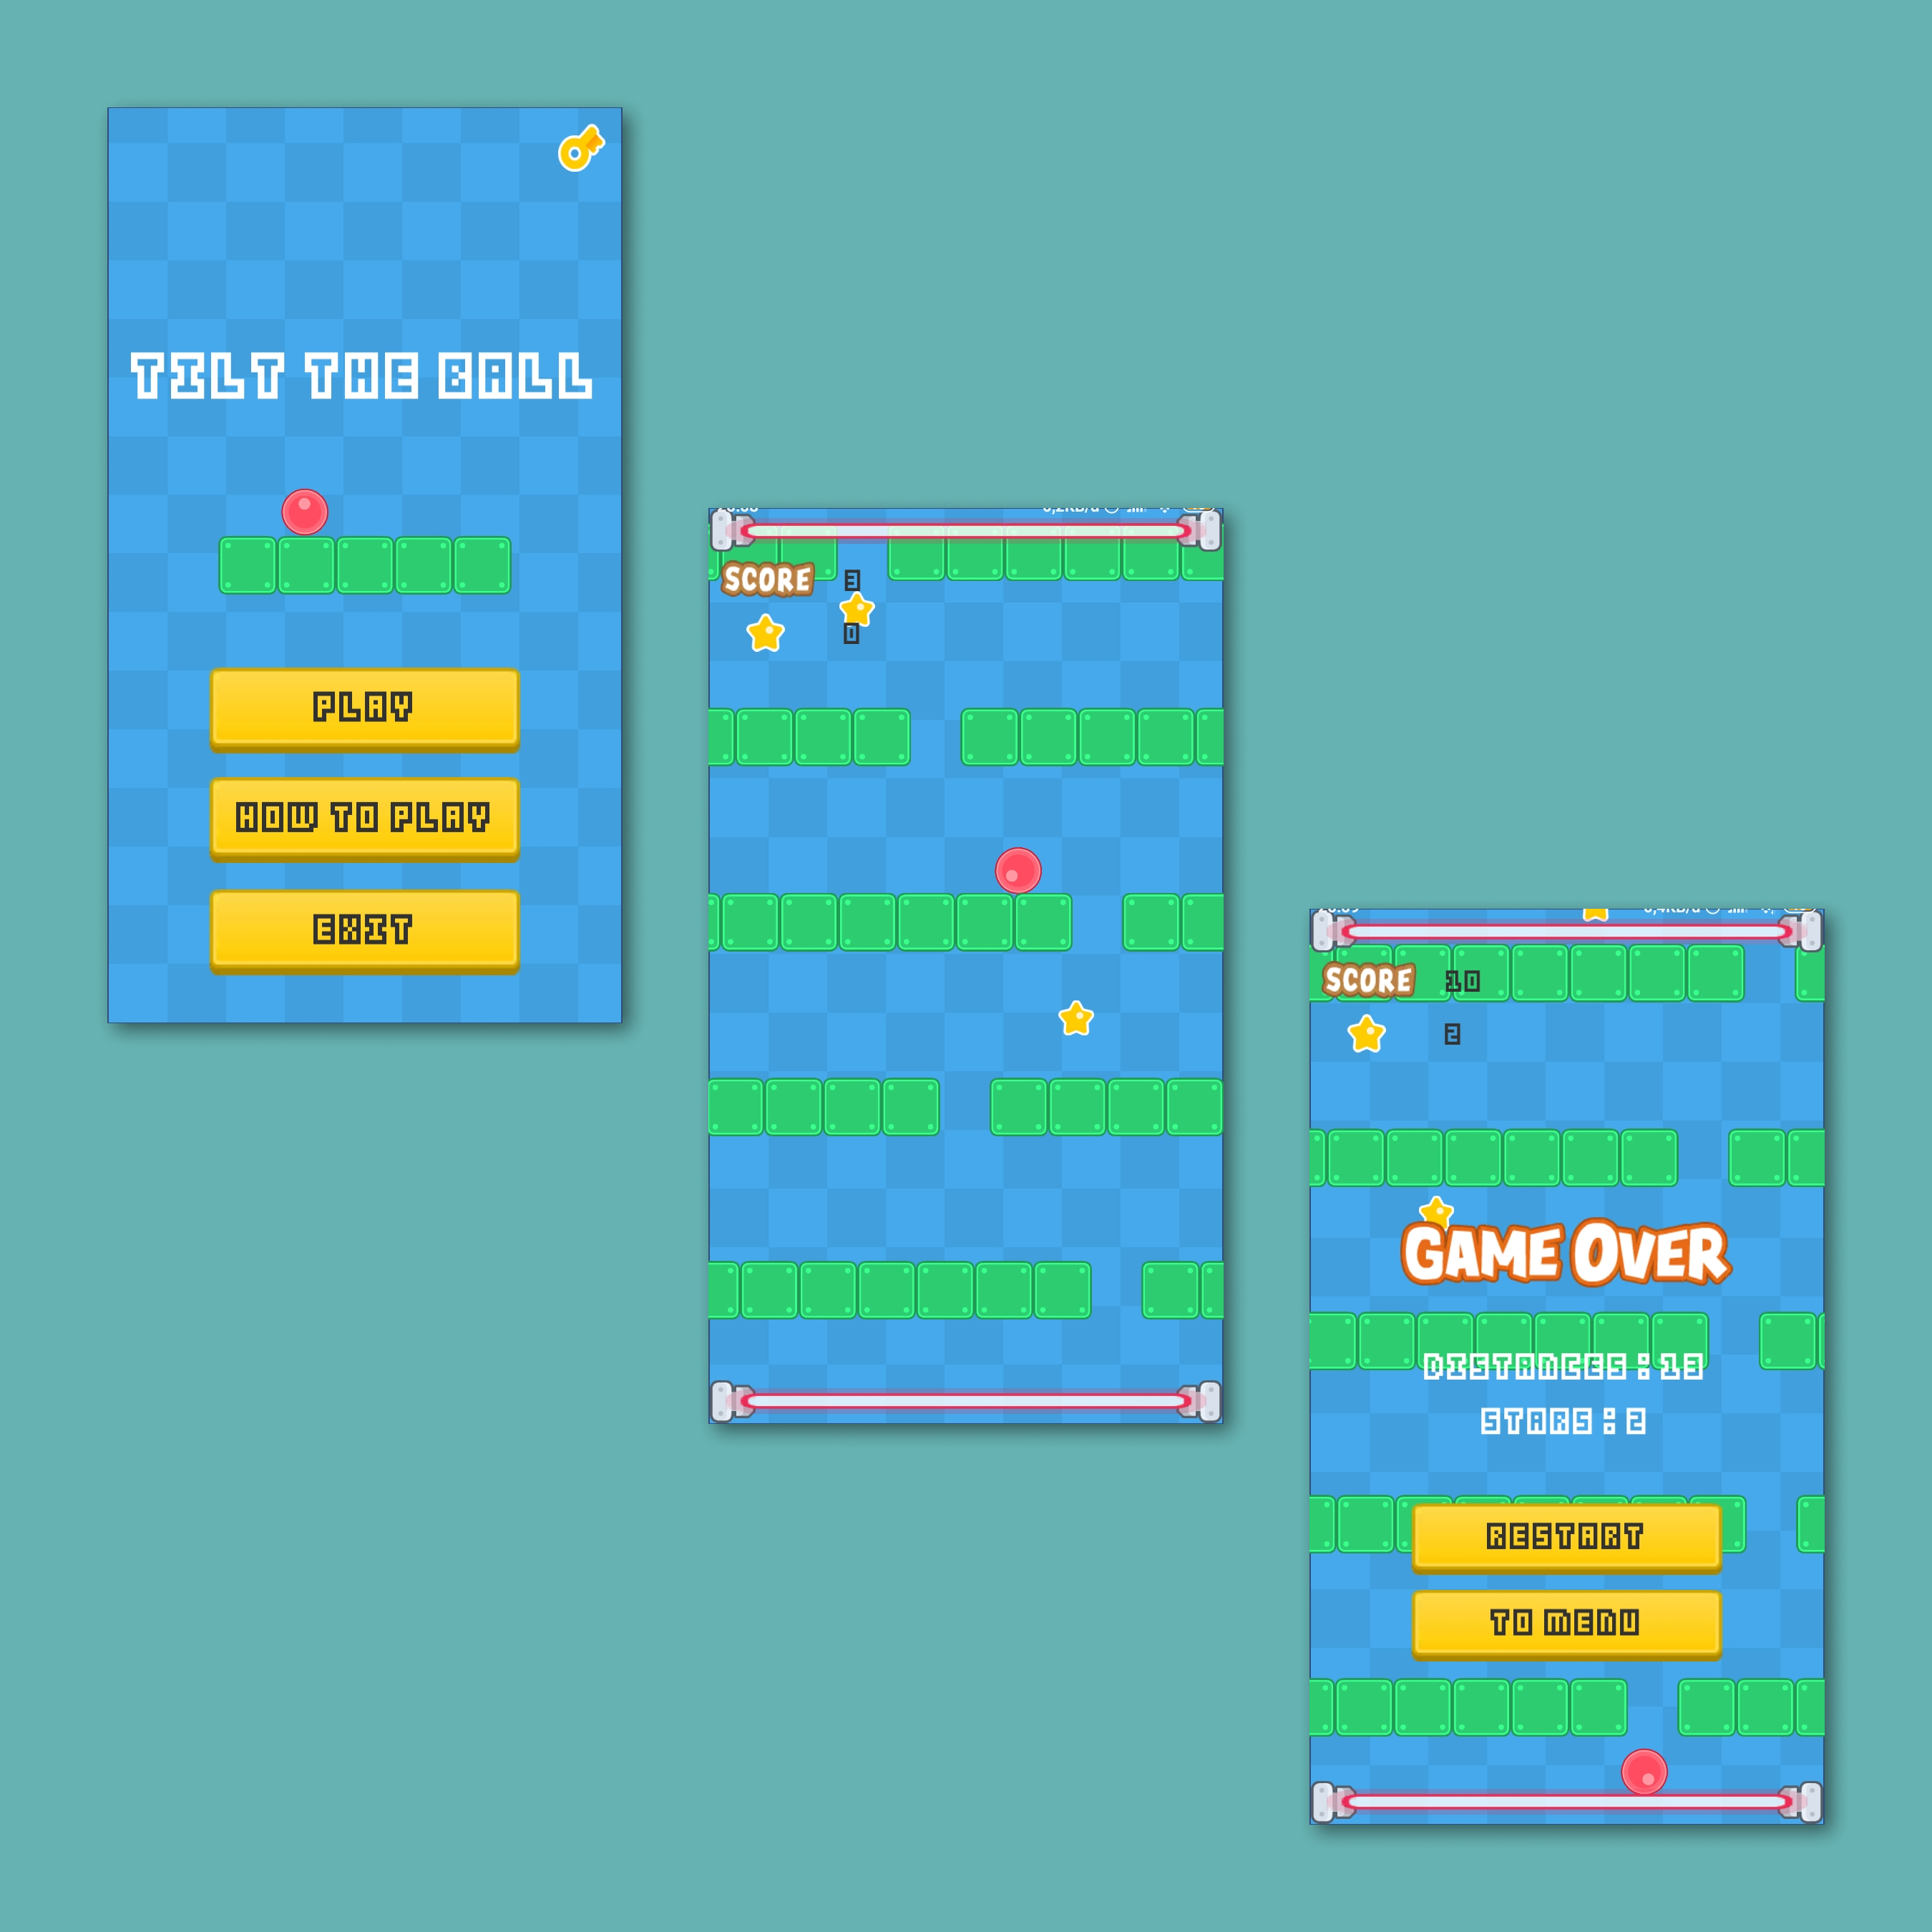 TILT THE BALL
PLAY
HOW TO PLAY
EXIT
SCORE 3
0
SCORE 10
2
GAME OVER
DISTANCES:13
STARS:2
RESTART
TO MENU